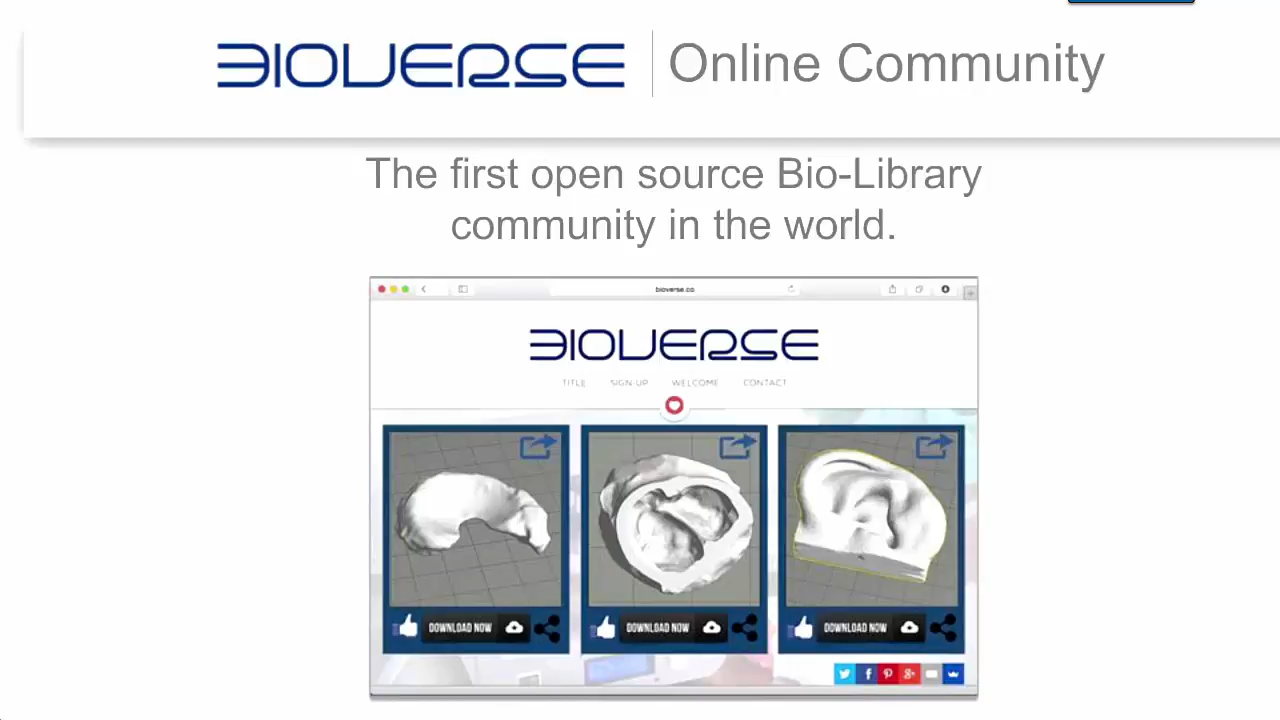 BIOVERSE Online Community
The first open source Bio-Library
community in the world.
bioverse.co
BIOVERSE
TITLE SIGN-UP WELCOME CONTACT
DOWNLOAD NOW DOWNLOAD NOW DOWNLOAD NOW